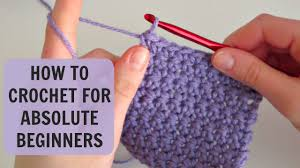 HOW TO
CROCHET FOR
ABSOLUTE
BEGINNERS